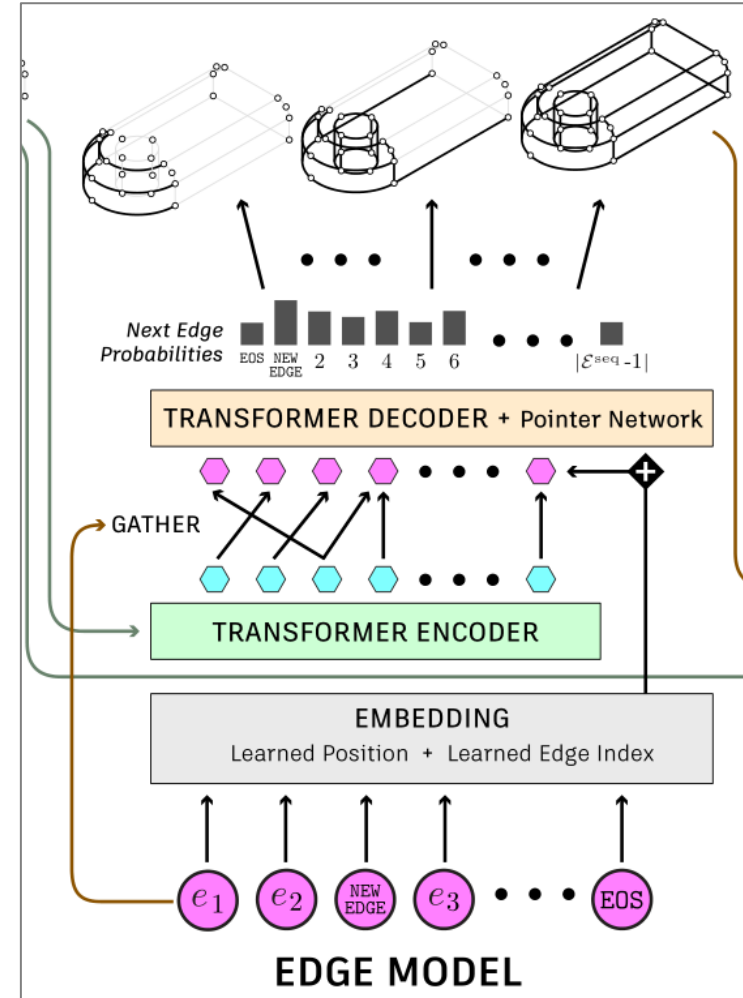 Next Edge
Probabilities
EOS NEW EDGE 2 3 4 5 6 |ℰ^seq -1|
TRANSFORMER DECODER + Pointer Network
GATHER
TRANSFORMER ENCODER
EMBEDDING
Learned Position + Learned Edge Index
e₁ e₂ NEW EDGE e₃ EOS
EDGE MODEL